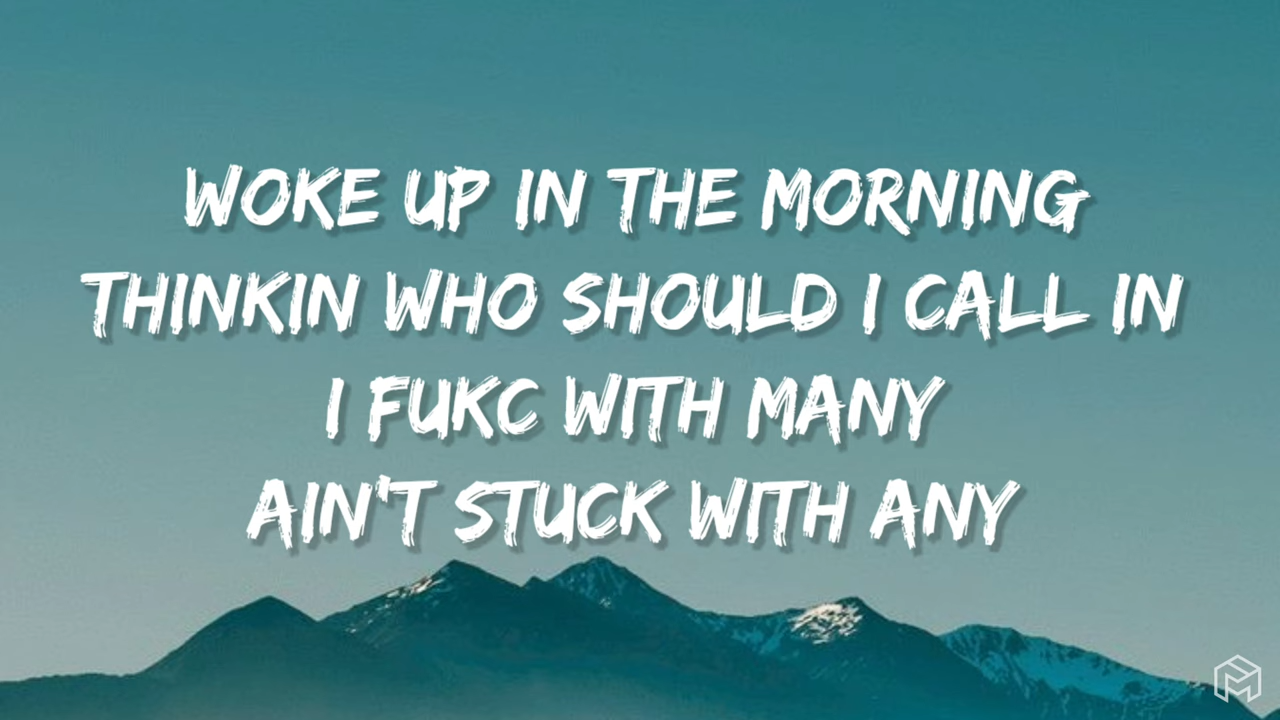 WOKE UP IN THE MORNING
THINKIN WHO SHOULD I CALL IN
I FUKC WITH MANY
AIN'T STUCK WITH ANY